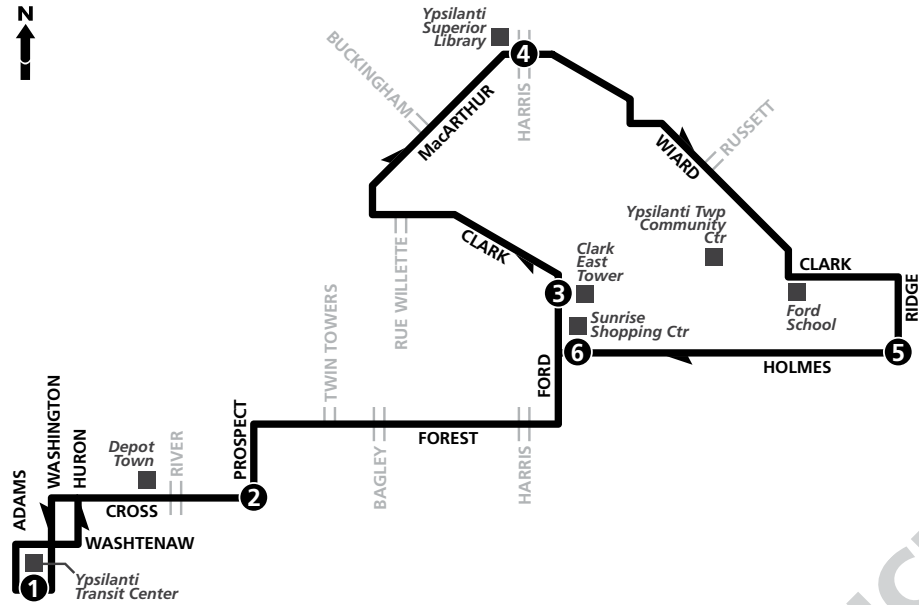 N
Ypsilanti
Superior
Library
4
BUCKINGHAM
HARRIS
MacARTHUR
WIARD
RUSSETT
Ypsilanti Twp
Community
Ctr
CLARK
RUE WILLETTE
Clark
East
Tower
3
CLARK
Ford
School
RIDGE
Sunrise
Shopping Ctr
6
5
HOLMES
FORD
TWIN TOWERS
FOREST
BAGLEY
HARRIS
PROSPECT
2
WASHINGTON
HURON
ADAMS
Depot
Town
RIVER
CROSS
WASHTENAW
1
Ypsilanti
Transit Center